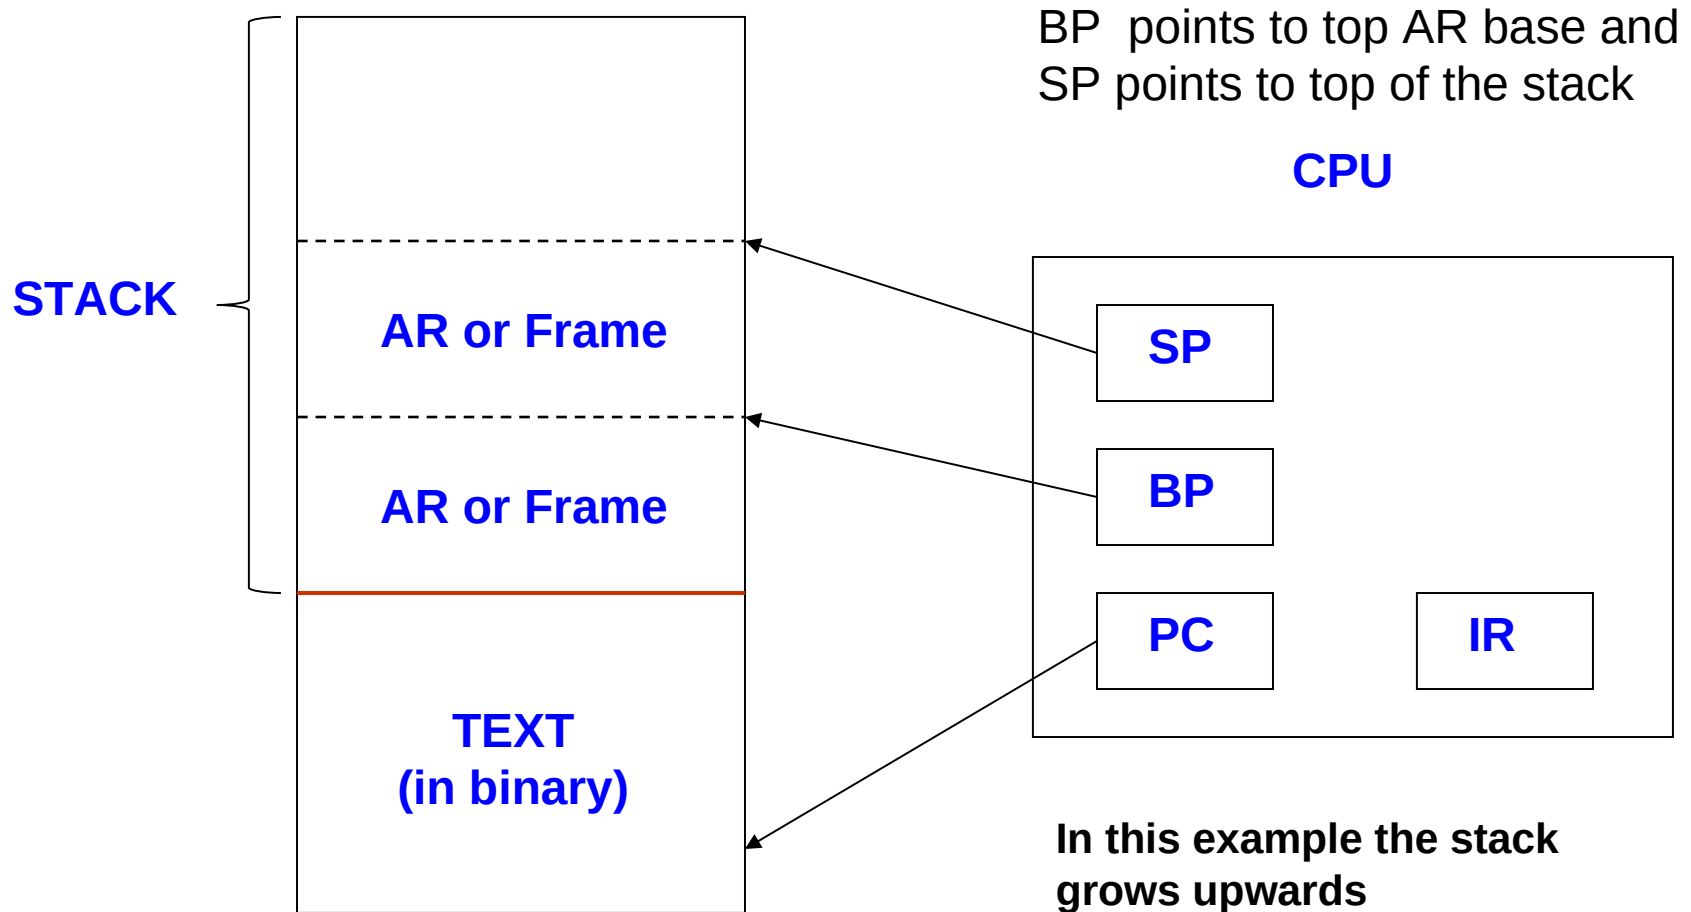 BP  points to top AR base and
SP points to top of the stack
CPU
STACK
AR or Frame
SP
AR or Frame
BP
PC
IR
TEXT
(in binary)
In this example the stack
grows upwards